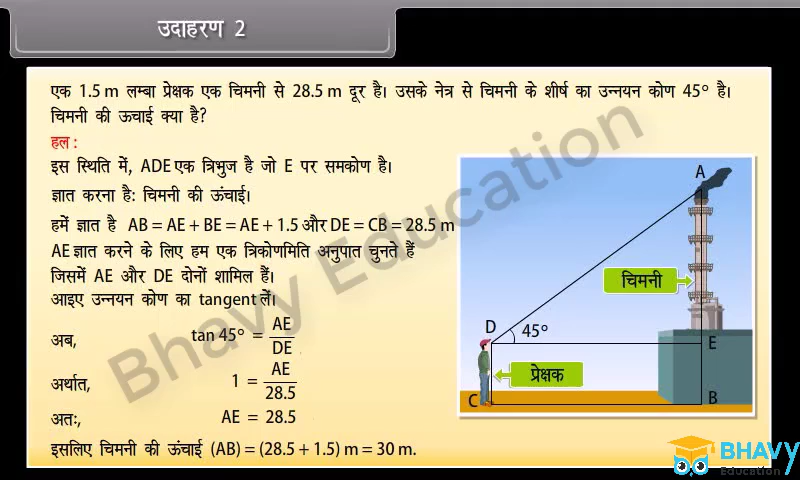 उदाहरण 2
एक 1.5 m लम्बा प्रेक्षक एक चिमनी से 28.5 m दूर है। उसके नेत्र से चिमनी के शीर्ष का उन्नयन कोण 45° है।
चिमनी की ऊचाई क्या है?
हल :
इस स्थिति में, ADE एक त्रिभुज है जो E पर समकोण है।
ज्ञात करना है: चिमनी की ऊंचाई।
हमें ज्ञात है AB = AE + BE = AE + 1.5 और DE = CB = 28.5 m
AE ज्ञात करने के लिए हम एक त्रिकोणमिति अनुपात चुनते हैं
जिसमें AE और DE दोनों शामिल हैं।
आइए उन्नयन कोण का tangent लें।
अब, tan 45° = AE/DE
अर्थात, 1 = AE/28.5
अतः, AE = 28.5
इसलिए चिमनी की ऊंचाई (AB) = (28.5 + 1.5) m = 30 m.
A
चिमनी
D 45°
E
प्रेक्षक
C B
Bhavy Education
BHAVY
Education